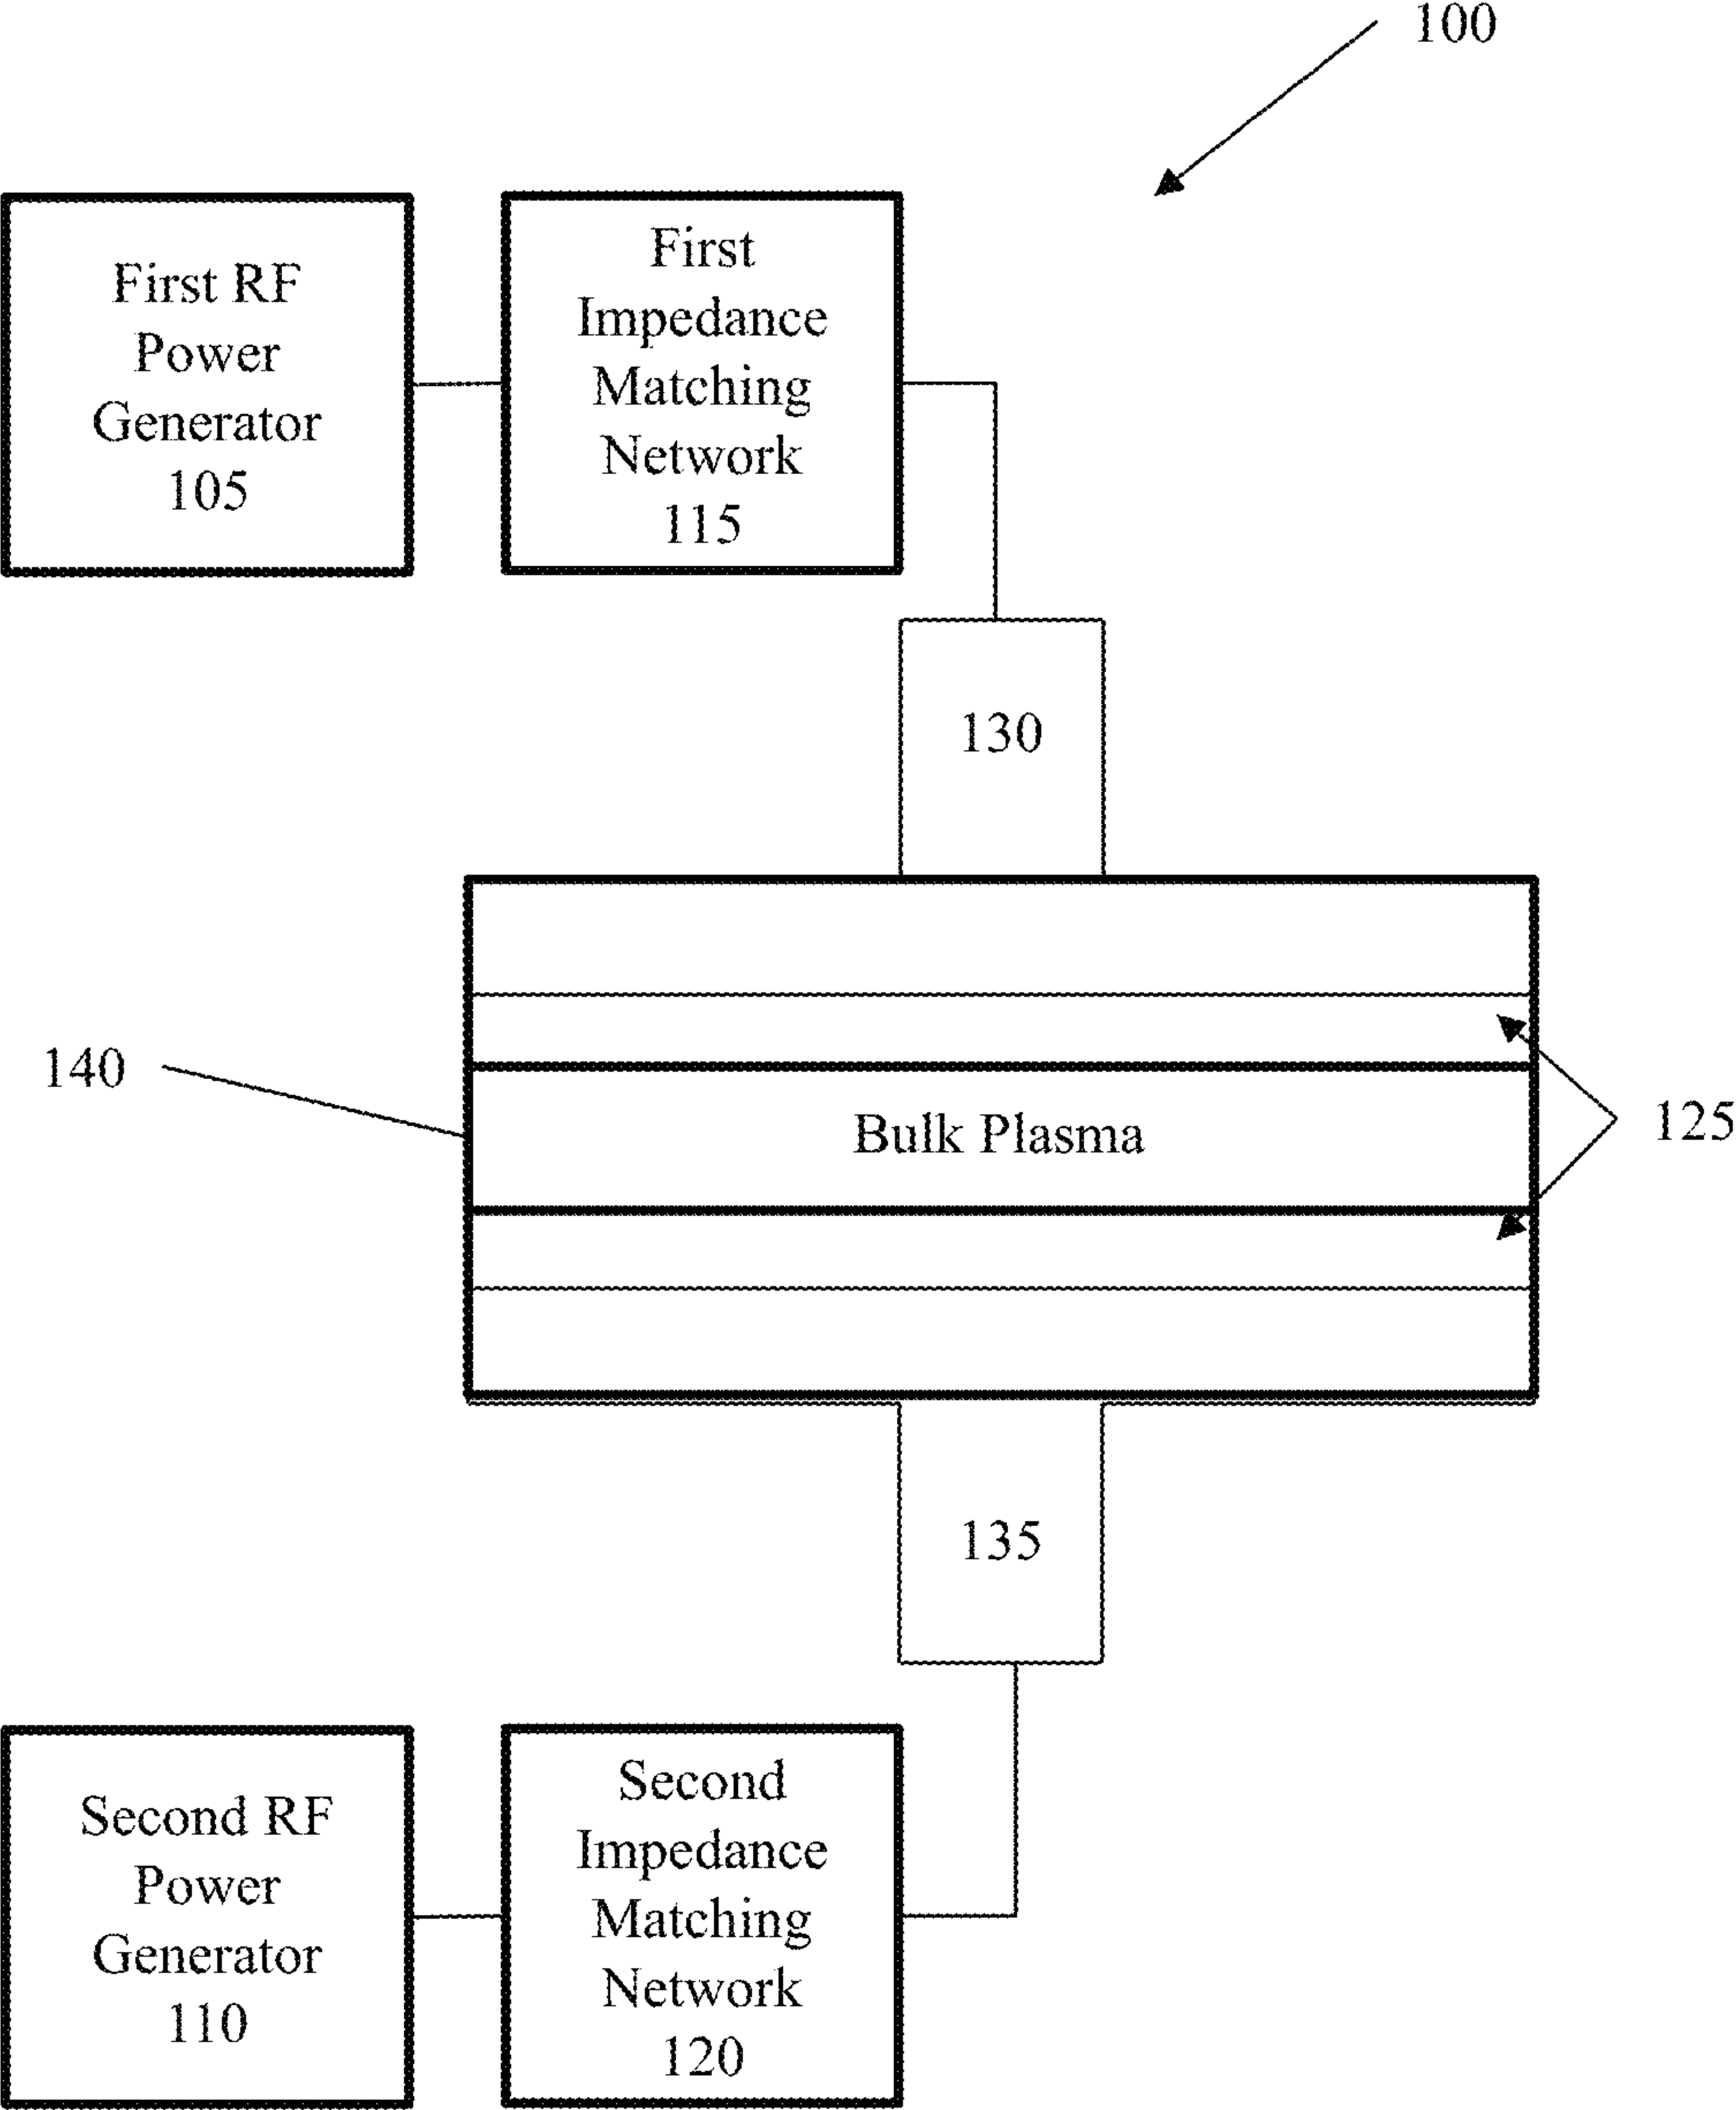 100
First RF
Power
Generator
105
First
Impedance
Matching
Network
115
130
140
Bulk Plasma
125
135
Second RF
Power
Generator
110
Second
Impedance
Matching
Network
120